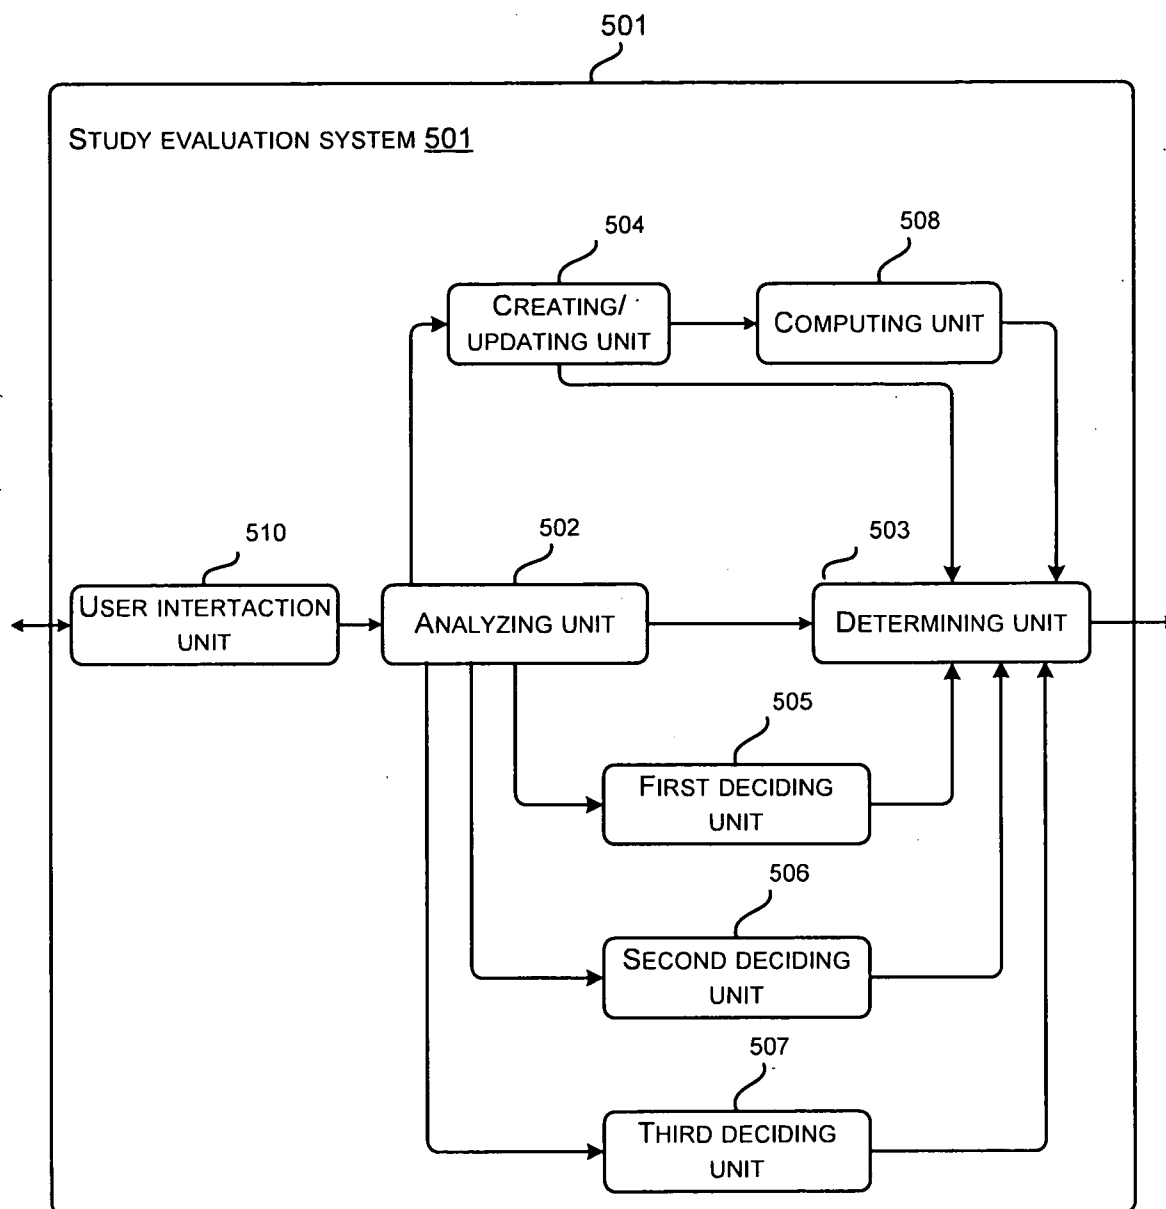 501
STUDY EVALUATION SYSTEM 501
504
508
CREATING/
UPDATING UNIT
COMPUTING UNIT
510
502
503
USER INTERTACTION
UNIT
ANALYZING UNIT
DETERMINING UNIT
505
FIRST DECIDING
UNIT
506
SECOND DECIDING
UNIT
507
THIRD DECIDING
UNIT